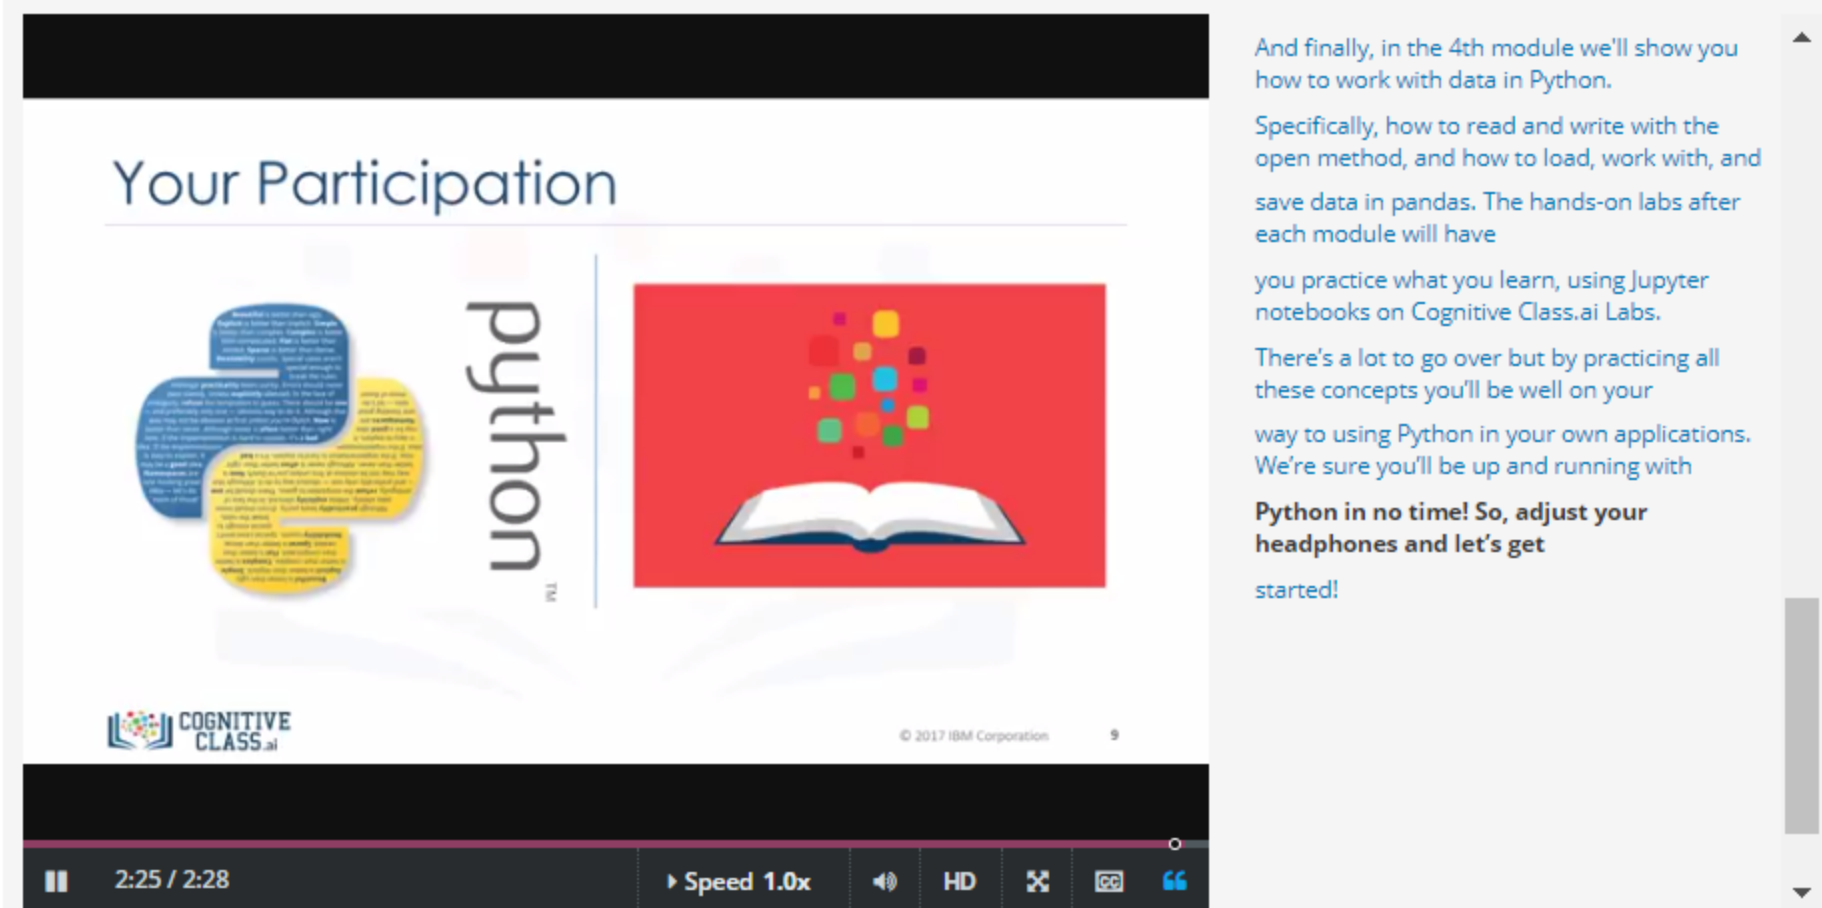 Your Participation
python
TM
COGNITIVE
CLASS.ai
© 2017 IBM Corporation
9
2:25 / 2:28
Speed 1.0x
HD
CC
And finally, in the 4th module we'll show you
how to work with data in Python.
Specifically, how to read and write with the
open method, and how to load, work with, and
save data in pandas. The hands-on labs after
each module will have
you practice what you learn, using Jupyter
notebooks on Cognitive Class.ai Labs.
There's a lot to go over but by practicing all
these concepts you'll be well on your
way to using Python in your own applications.
We're sure you'll be up and running with
Python in no time! So, adjust your
headphones and let's get
started!